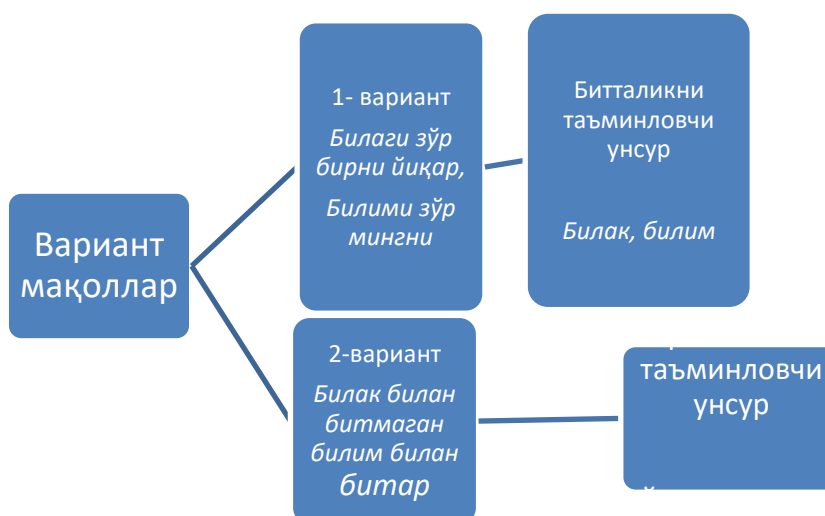 Вариант
мақоллар
1- вариант
Билаги зўр
бирни йиқар,
Билими зўр
мингни
Битталикни
таъминловчи
унсур
Билак, билим
2-вариант
Билак билан
битмаган
билим билан
битар
таъминловчи
унсур